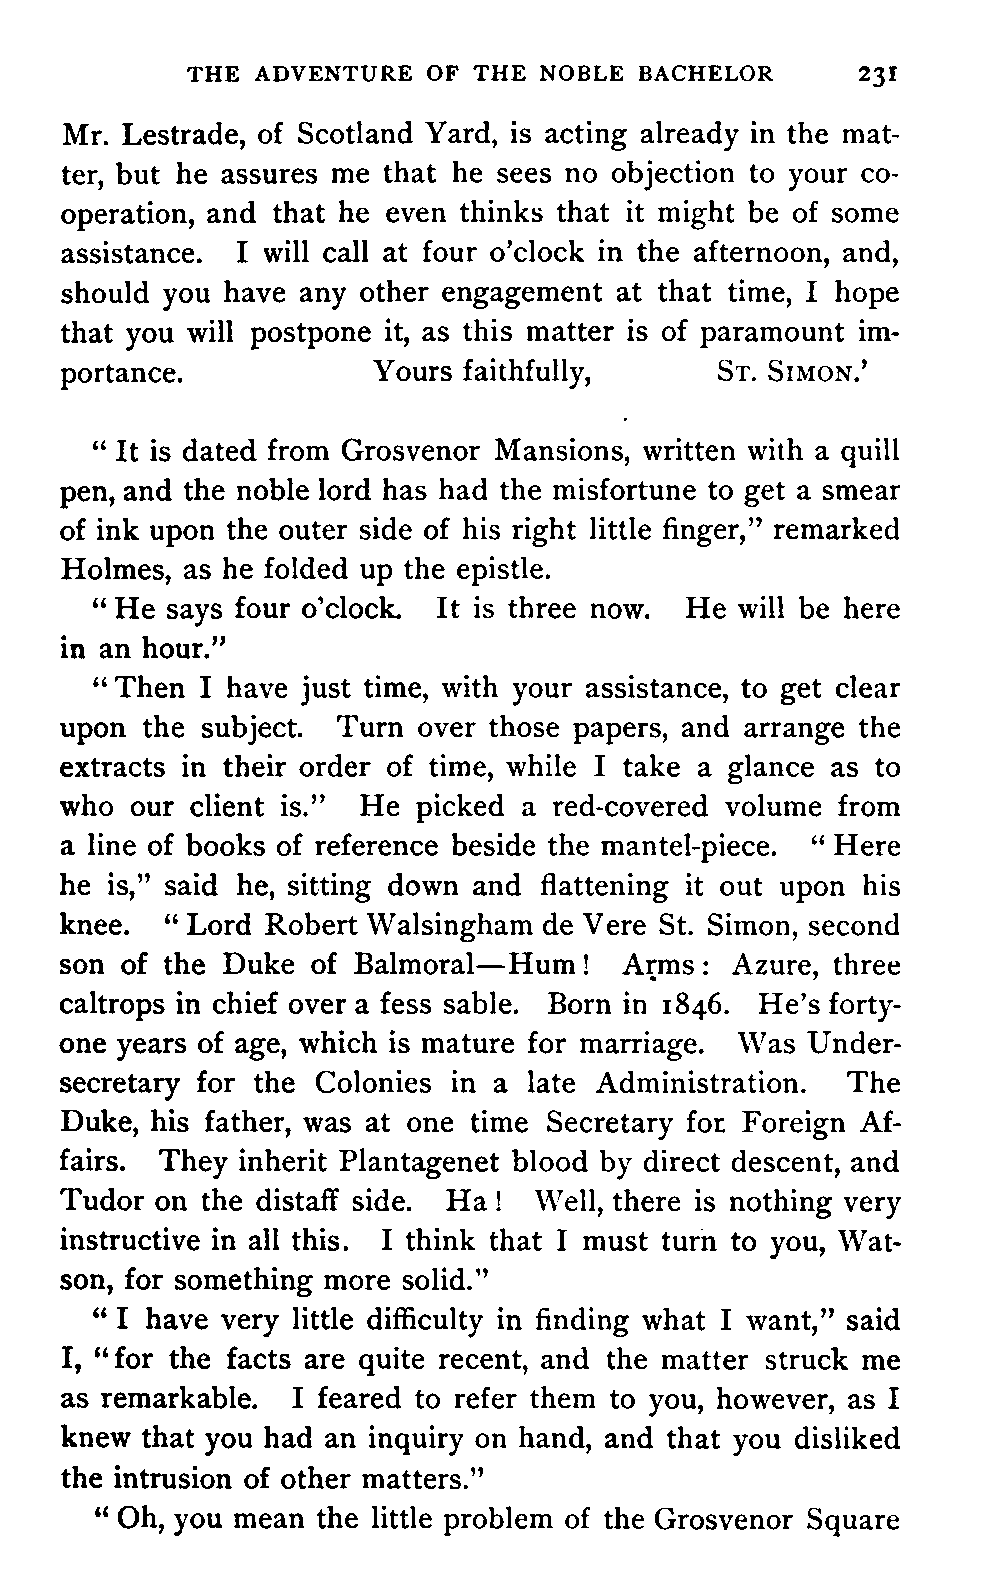 THE ADVENTURE OF THE NOBLE BACHELOR 231
Mr. Lestrade, of Scotland Yard, is acting already in the mat-
ter, but he assures me that he sees no objection to your co-
operation, and that he even thinks that it might be of some
assistance. I will call at four o'clock in the afternoon, and,
should you have any other engagement at that time, I hope
that you will postpone it, as this matter is of paramount im-
portance. Yours faithfully, ST. SIMON.'
"It is dated from Grosvenor Mansions, written with a quill
pen, and the noble lord has had the misfortune to get a smear
of ink upon the outer side of his right little finger," remarked
Holmes, as he folded up the epistle.
"He says four o'clock. It is three now. He will be here
in an hour."
"Then I have just time, with your assistance, to get clear
upon the subject. Turn over those papers, and arrange the
extracts in their order of time, while I take a glance as to
who our client is." He picked a red-covered volume from
a line of books of reference beside the mantel-piece. "Here
he is," said he, sitting down and flattening it out upon his
knee. "Lord Robert Walsingham de Vere St. Simon, second
son of the Duke of Balmoral—Hum! Arms: Azure, three
caltrops in chief over a fess sable. Born in 1846. He's forty-
one years of age, which is mature for marriage. Was Under-
secretary for the Colonies in a late Administration. The
Duke, his father, was at one time Secretary for Foreign Af-
fairs. They inherit Plantagenet blood by direct descent, and
Tudor on the distaff side. Ha! Well, there is nothing very
instructive in all this. I think that I must turn to you, Wat-
son, for something more solid."
"I have very little difficulty in finding what I want," said
I, "for the facts are quite recent, and the matter struck me
as remarkable. I feared to refer them to you, however, as I
knew that you had an inquiry on hand, and that you disliked
the intrusion of other matters."
"Oh, you mean the little problem of the Grosvenor Square